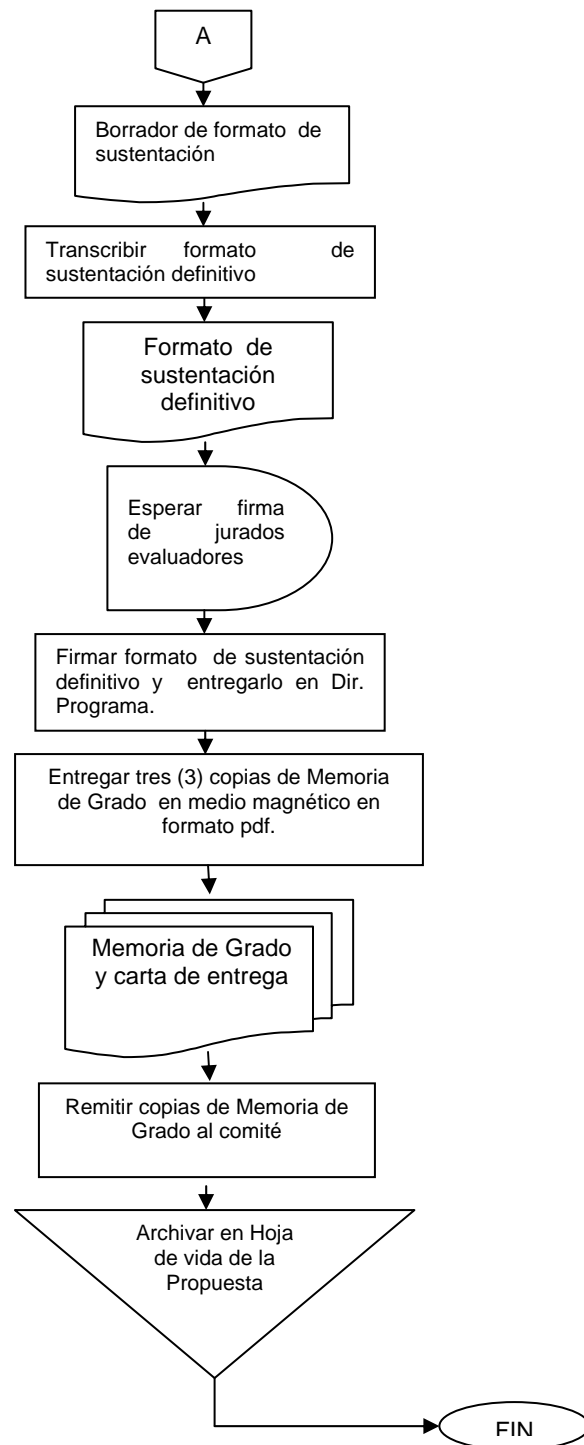 A
Borrador de formato de
sustentación
Transcribir formato de
sustentación definitivo
Formato de
sustentación
definitivo
Esperar firma
de jurados
evaluadores
Firmar formato de sustentación
definitivo y entregarlo en Dir.
Programa.
Entregar tres (3) copias de Memoria
de Grado en medio magnético en
formato pdf.
Memoria de Grado
y carta de entrega
Remitir copias de Memoria de
Grado al comité
Archivar en Hoja
de vida de la
Propuesta
FIN